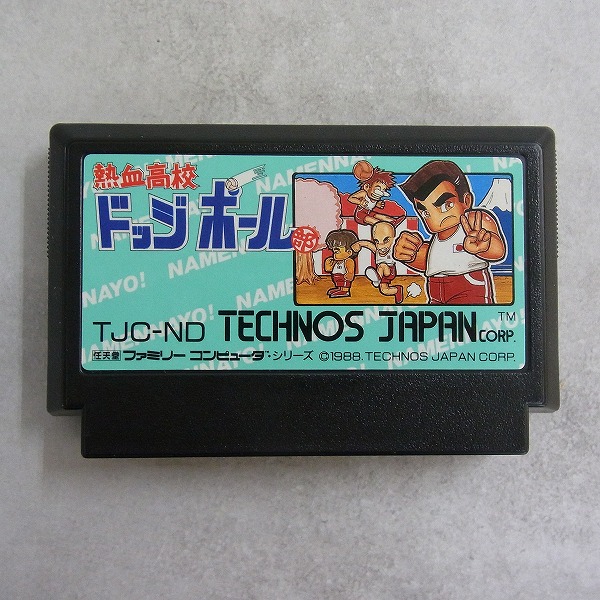 熱血高校
ドッジボール部
NAMENNAYO! NAMENNAYO!
TJC-ND TECHNOS JAPAN CORP.™
任天堂 ファミリー コンピュータ・シリーズ ©1988 TECHNOS JAPAN CORP.